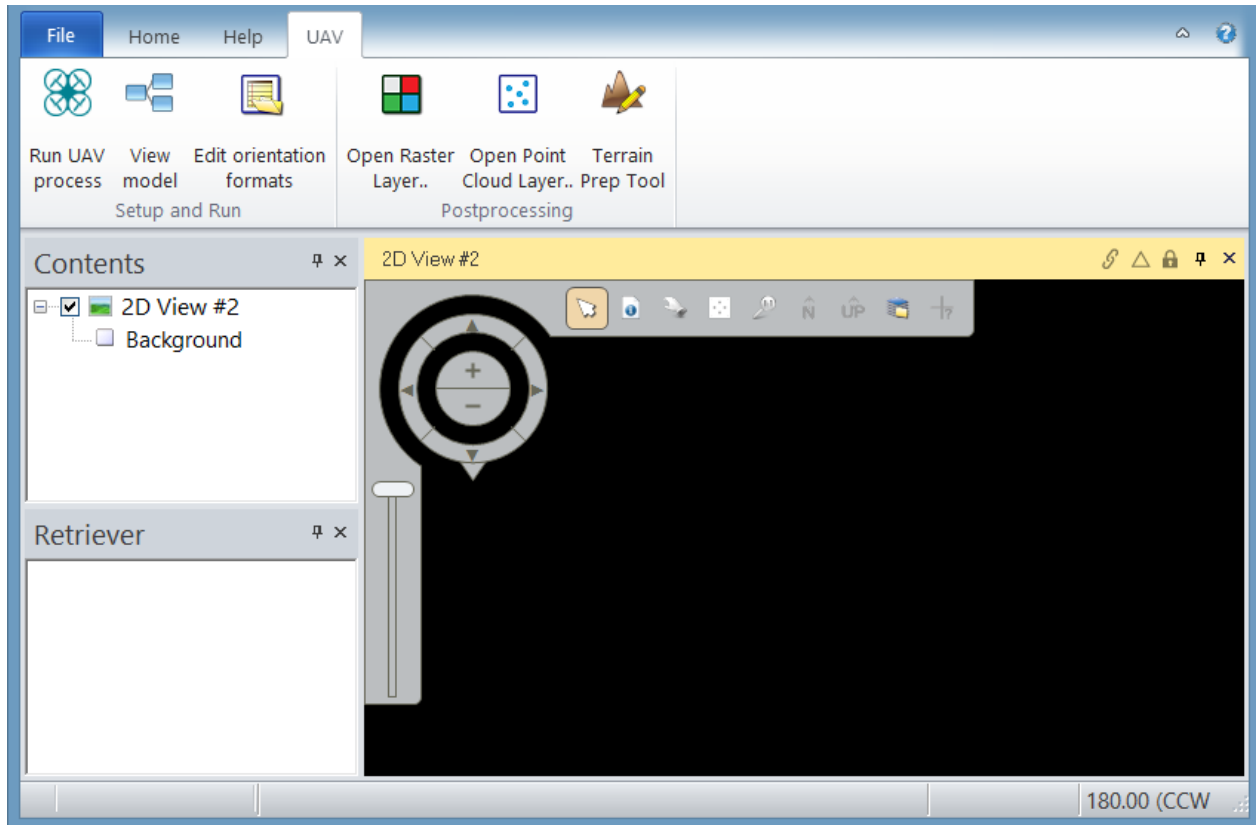 File Home Help UAV
Run UAV process
View model
Edit orientation formats
Open Raster Layer..
Open Point Cloud Layer..
Terrain Prep Tool
Setup and Run
Postprocessing
Contents
2D View #2
2D View #2
Background
N UP
Retriever
180.00 (CCW